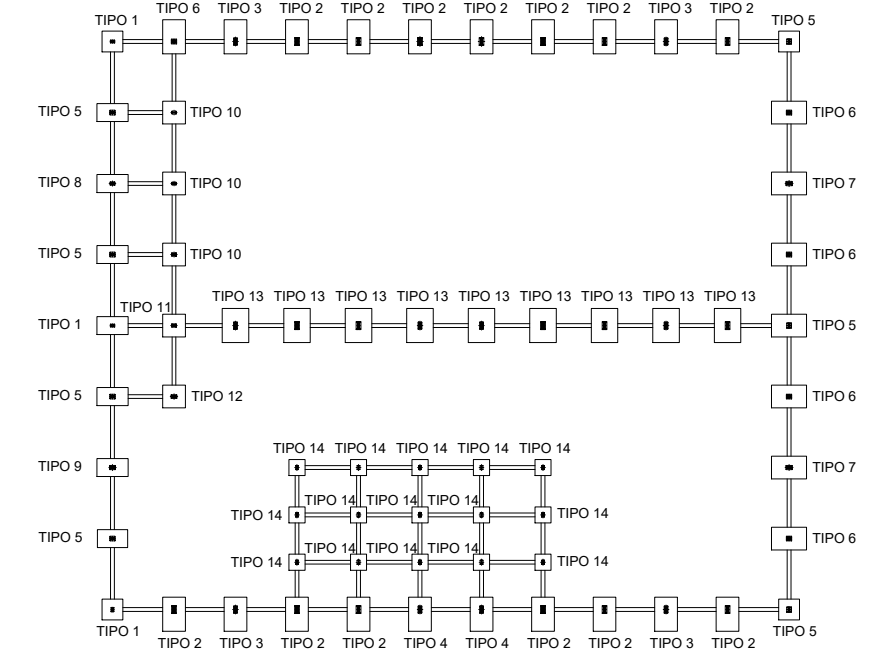 TIPO 1
TIPO 6 TIPO 3 TIPO 2 TIPO 2 TIPO 2 TIPO 2 TIPO 2 TIPO 2 TIPO 3 TIPO 2
TIPO 5
TIPO 5 TIPO 10 TIPO 6
TIPO 8 TIPO 10 TIPO 7
TIPO 5 TIPO 10 TIPO 6
TIPO 11 TIPO 13 TIPO 13 TIPO 13 TIPO 13 TIPO 13 TIPO 13 TIPO 13 TIPO 13 TIPO 13
TIPO 1 TIPO 5
TIPO 5 TIPO 12 TIPO 6
TIPO 14 TIPO 14 TIPO 14 TIPO 14 TIPO 14
TIPO 9 TIPO 7
TIPO 14 TIPO 14 TIPO 14
TIPO 14 TIPO 14
TIPO 5 TIPO 6
TIPO 14 TIPO 14 TIPO 14
TIPO 14 TIPO 14
TIPO 1 TIPO 5
TIPO 2 TIPO 3 TIPO 2 TIPO 2 TIPO 4 TIPO 4 TIPO 2 TIPO 2 TIPO 3 TIPO 2